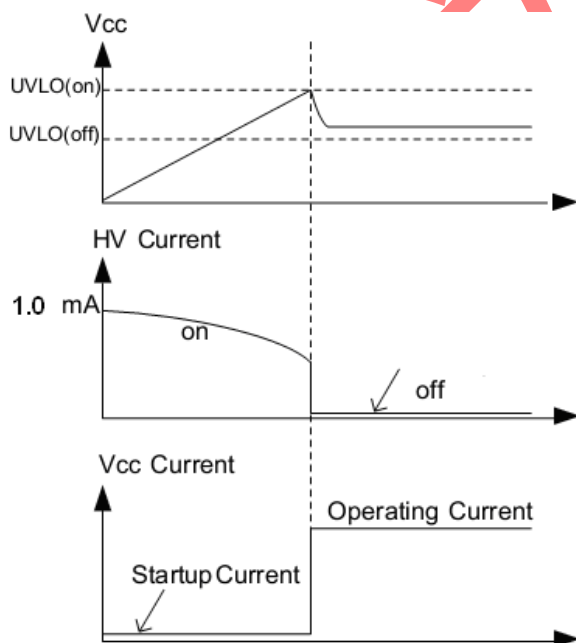 Vcc
UVLO(on)
UVLO(off)
HV Current
1.0 mA
on
off
Vcc Current
Operating Current
Startup Current